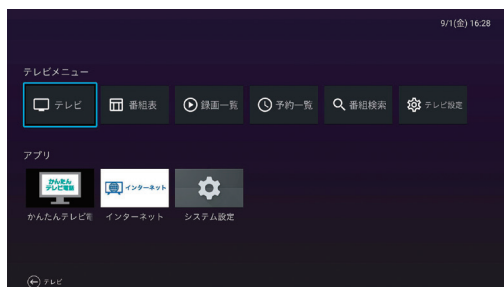 9/1(金) 16:28
テレビメニュー
テレビ 番組表 録画一覧 予約一覧 番組検索 テレビ設定
アプリ
かんたん
テレビ電話
インターネット
かんたんテレビ電 インターネット システム設定
テレビ